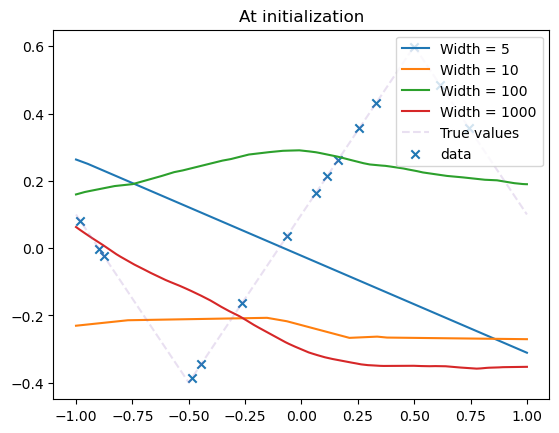 At initialization
0.6
0.4
0.2
0.0
−0.2
−0.4
Width = 5
Width = 10
Width = 100
Width = 1000
True values
data
−1.00 −0.75 −0.50 −0.25 0.00 0.25 0.50 0.75 1.00